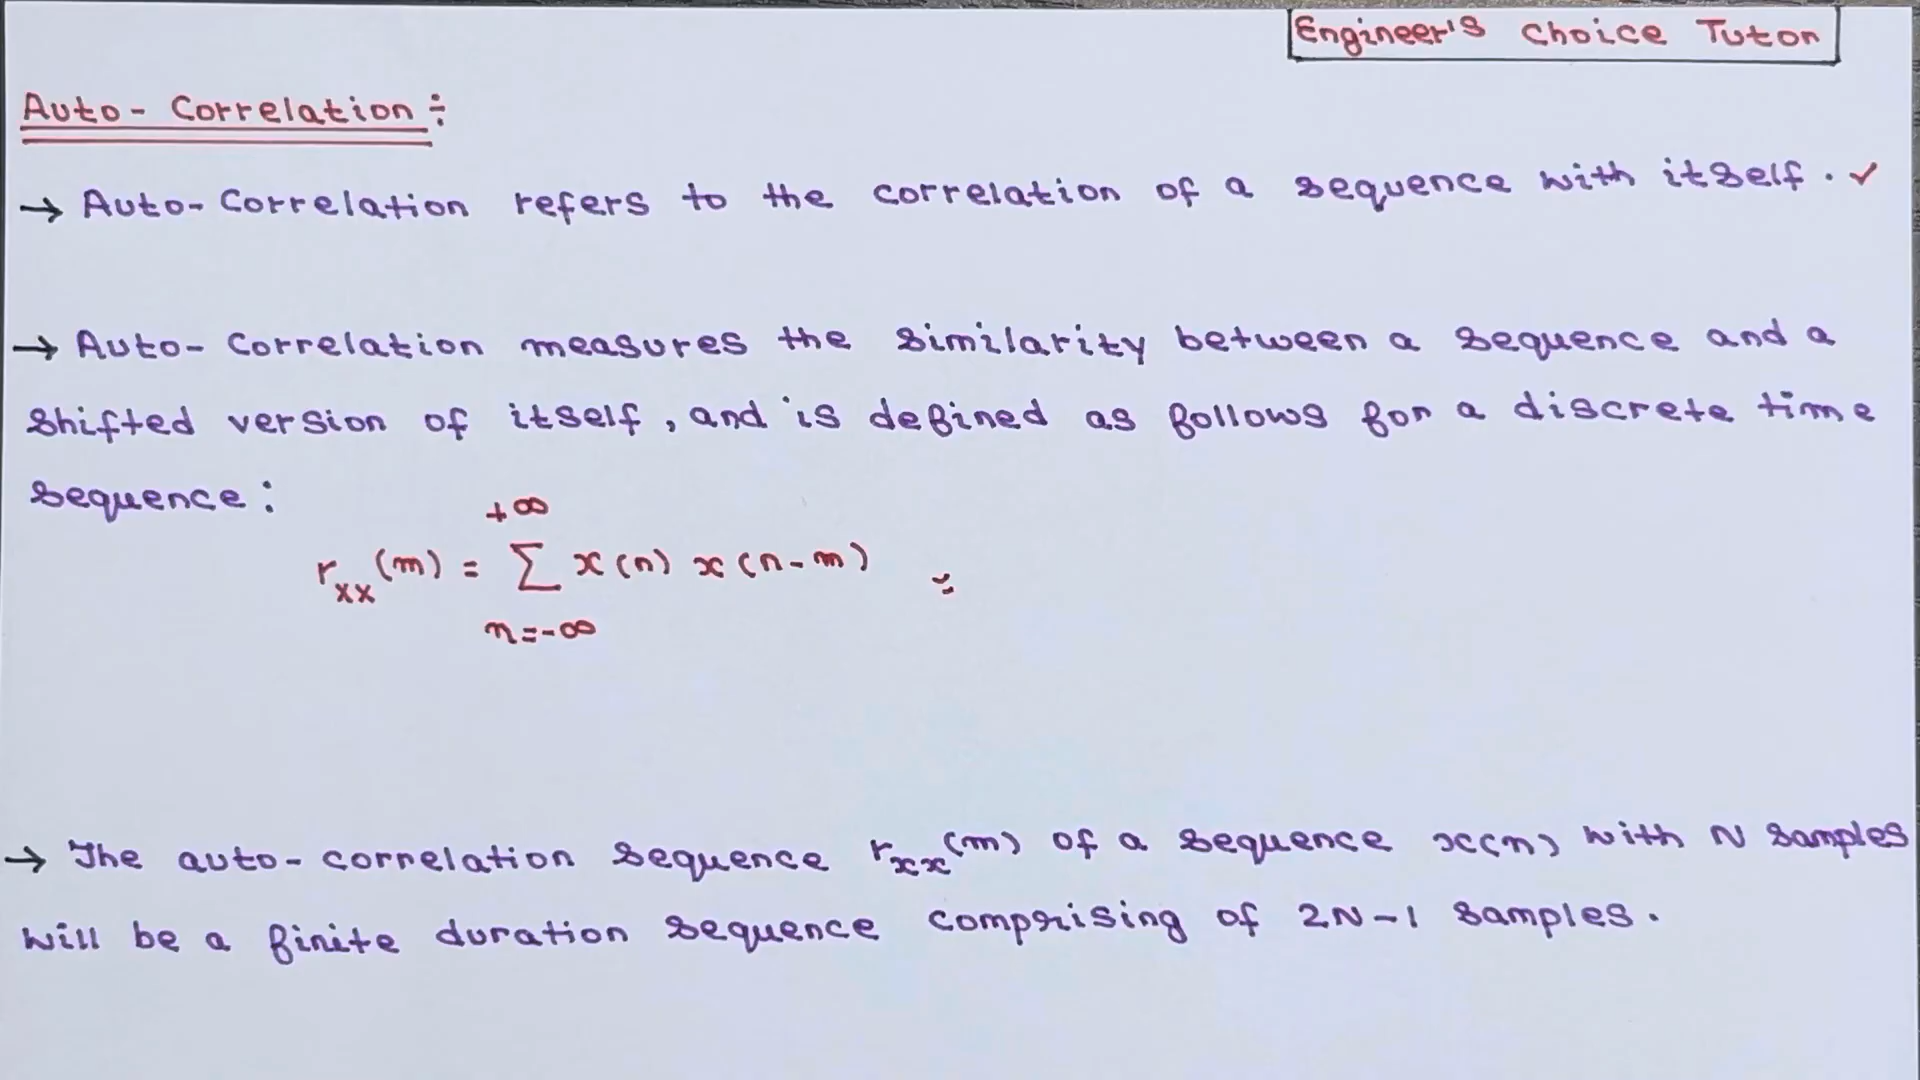 Engineer's Choice Tutor
Auto-Correlation:
→ Auto-Correlation refers to the correlation of a sequence with itself. ✓
→ Auto-Correlation measures the similarity between a sequence and a
shifted version of itself, and is defined as follows for a discrete time
sequence:
+∞
r_xx(m) = Σ x(n) x(n-m)
n=-∞
→ The auto-correlation sequence r_xx(m) of a sequence x(n) with N samples
will be a finite duration sequence comprising of 2N-1 samples.